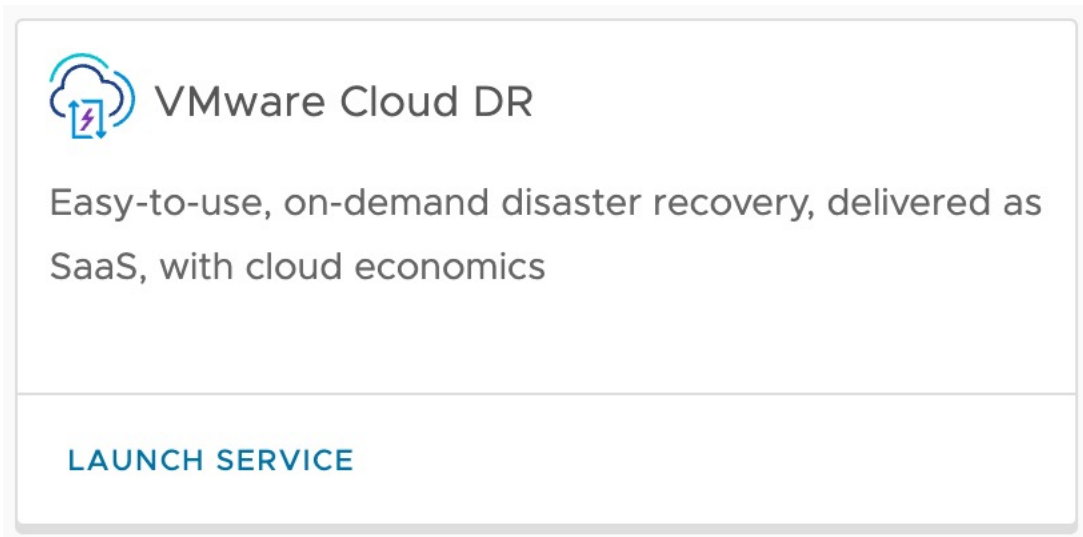 VMware Cloud DR
Easy-to-use, on-demand disaster recovery, delivered as
SaaS, with cloud economics
LAUNCH SERVICE